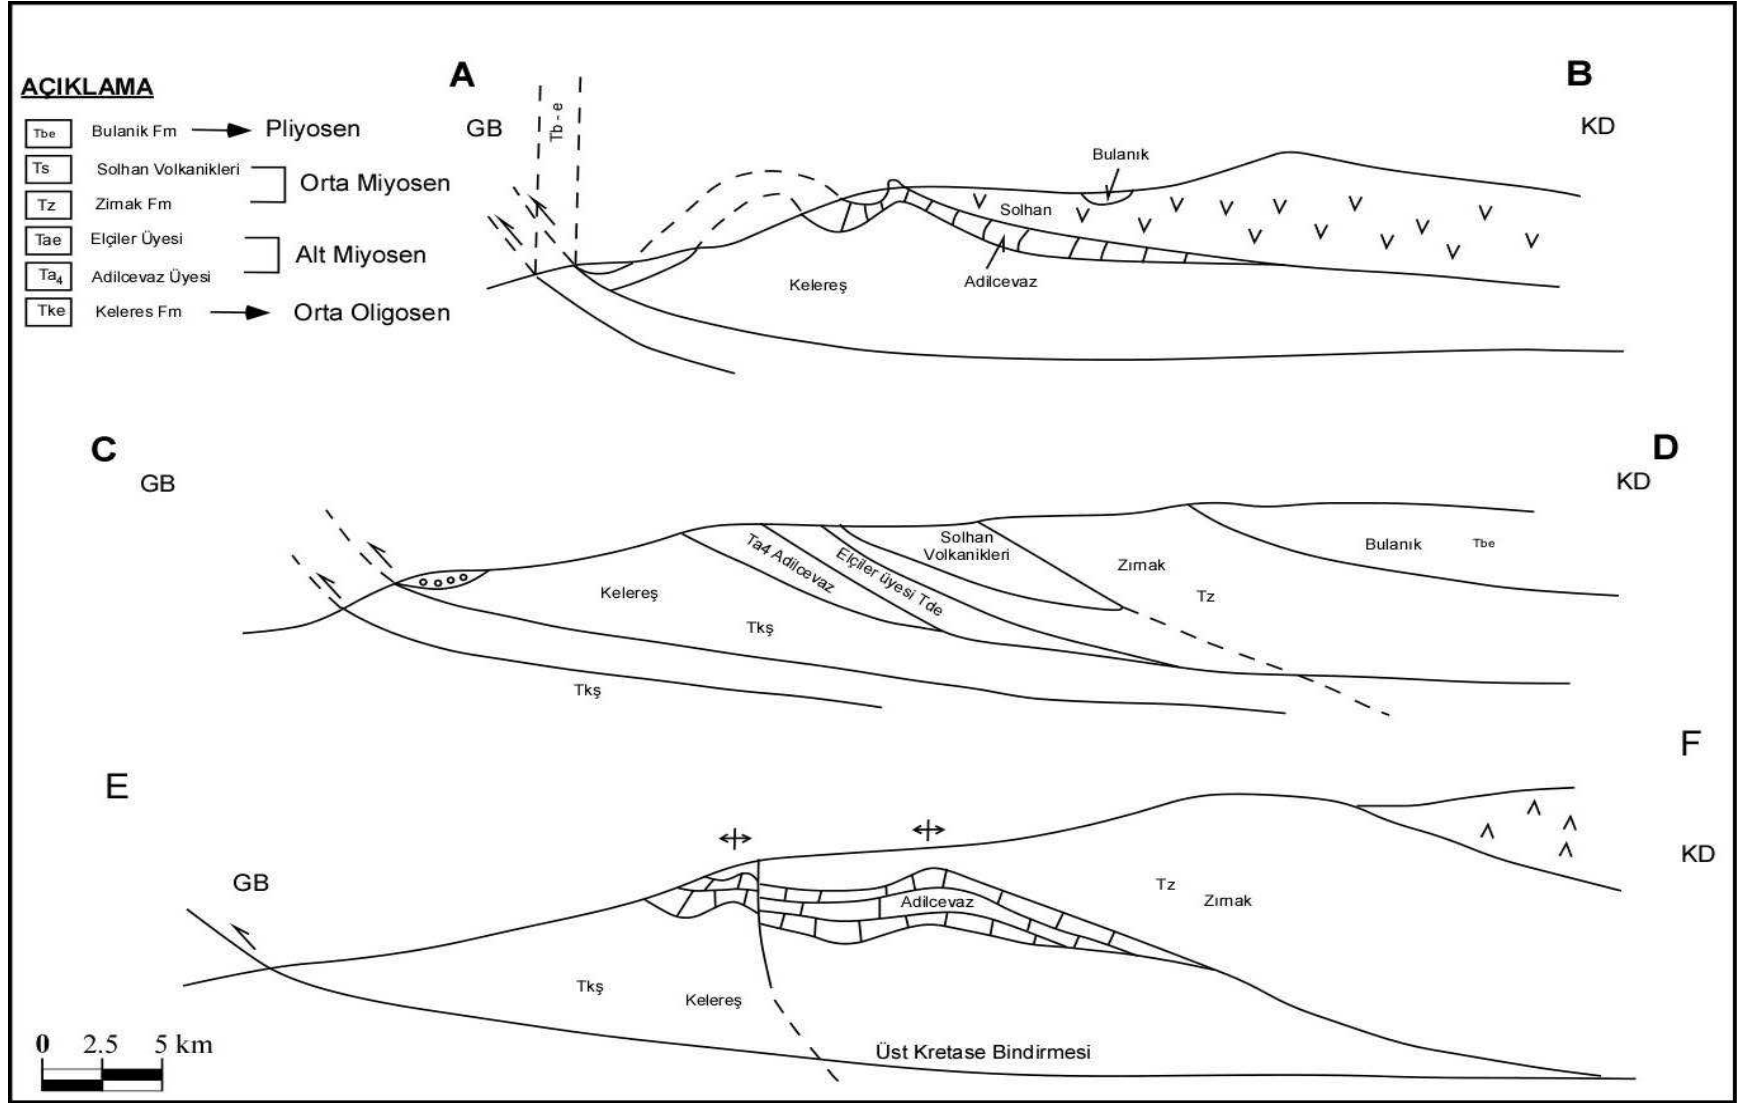 AÇIKLAMA
Tbe Bulanik Fm Pliyosen
Ts Solhan Volkanikleri
Orta Miyosen
Tz Zirnak Fm
Tae Elçiler Üyesi
Alt Miyosen
Ta4 Adilcevaz Üyesi
Tke Keleres Fm Orta Oligosen
A
B
GB
KD
Tb - e
Bulanık
Solhan
Kelereş
Adilcevaz
C
D
GB
KD
Solhan
Volkanikleri
Ta4 Adilcevaz
Elçiler üyesi Tde
Zırnak
Tz
Bulanık Tbe
Kelereş
Tkş
Tkş
E
F
GB
KD
Adilcevaz
Tz
Zırnak
Tkş
Kelereş
Üst Kretase Bindirmesi
0 2.5 5 km